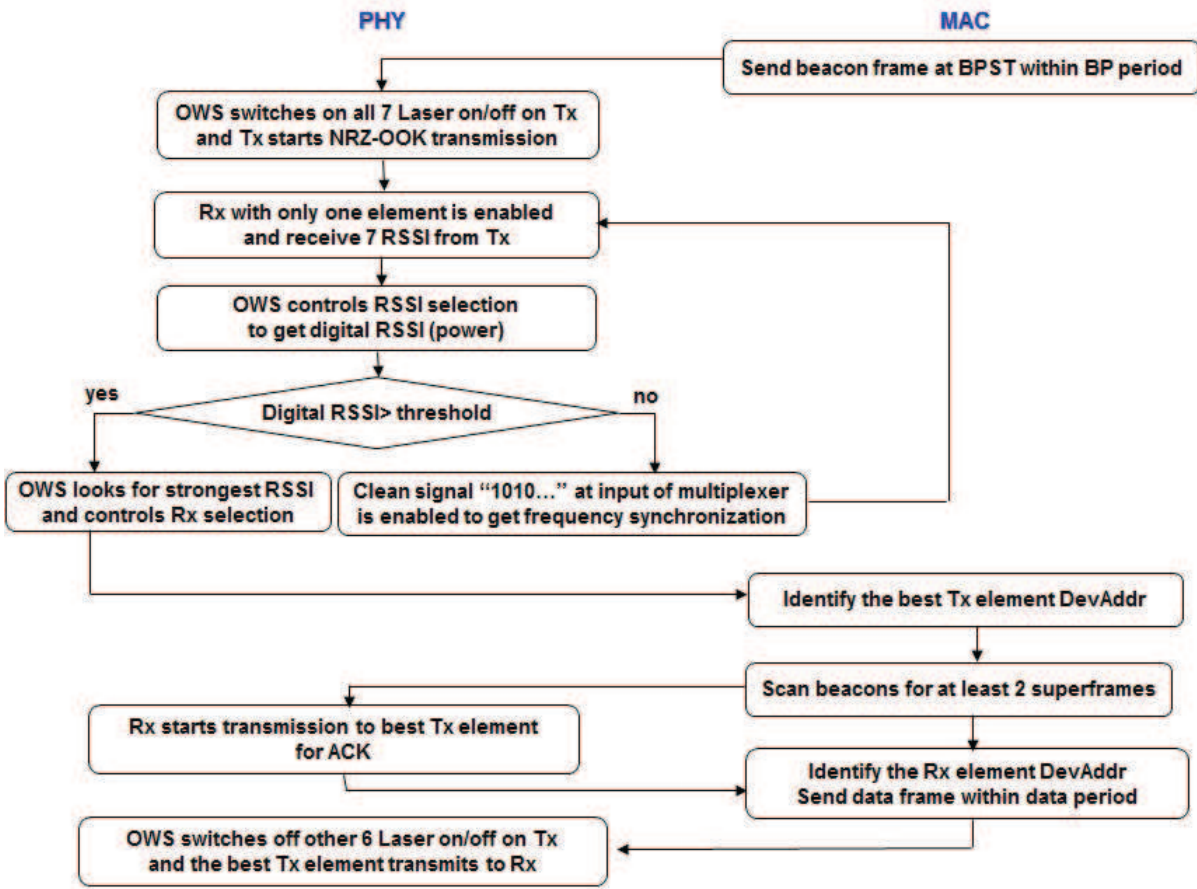 PHY
MAC
Send beacon frame at BPST within BP period
OWS switches on all 7 Laser on/off on Tx
and Tx starts NRZ-OOK transmission
Rx with only one element is enabled
and receive 7 RSSI from Tx
OWS controls RSSI selection
to get digital RSSI (power)
yes
Digital RSSI> threshold
no
OWS looks for strongest RSSI
and controls Rx selection
Clean signal “1010…” at input of multiplexer
is enabled to get frequency synchronization
Identify the best Tx element DevAddr
Scan beacons for at least 2 superframes
Rx starts transmission to best Tx element
for ACK
Identify the Rx element DevAddr
Send data frame within data period
OWS switches off other 6 Laser on/off on Tx
and the best Tx element transmits to Rx